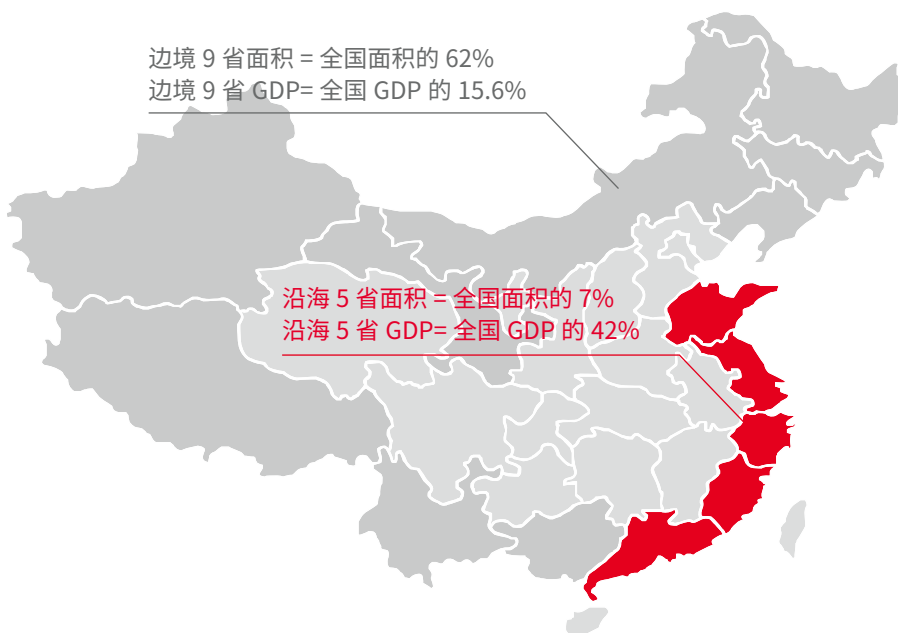 边境 9 省面积 = 全国面积的 62%
边境 9 省 GDP= 全国 GDP 的 15.6%
沿海 5 省面积 = 全国面积的 7%
沿海 5 省 GDP= 全国 GDP 的 42%